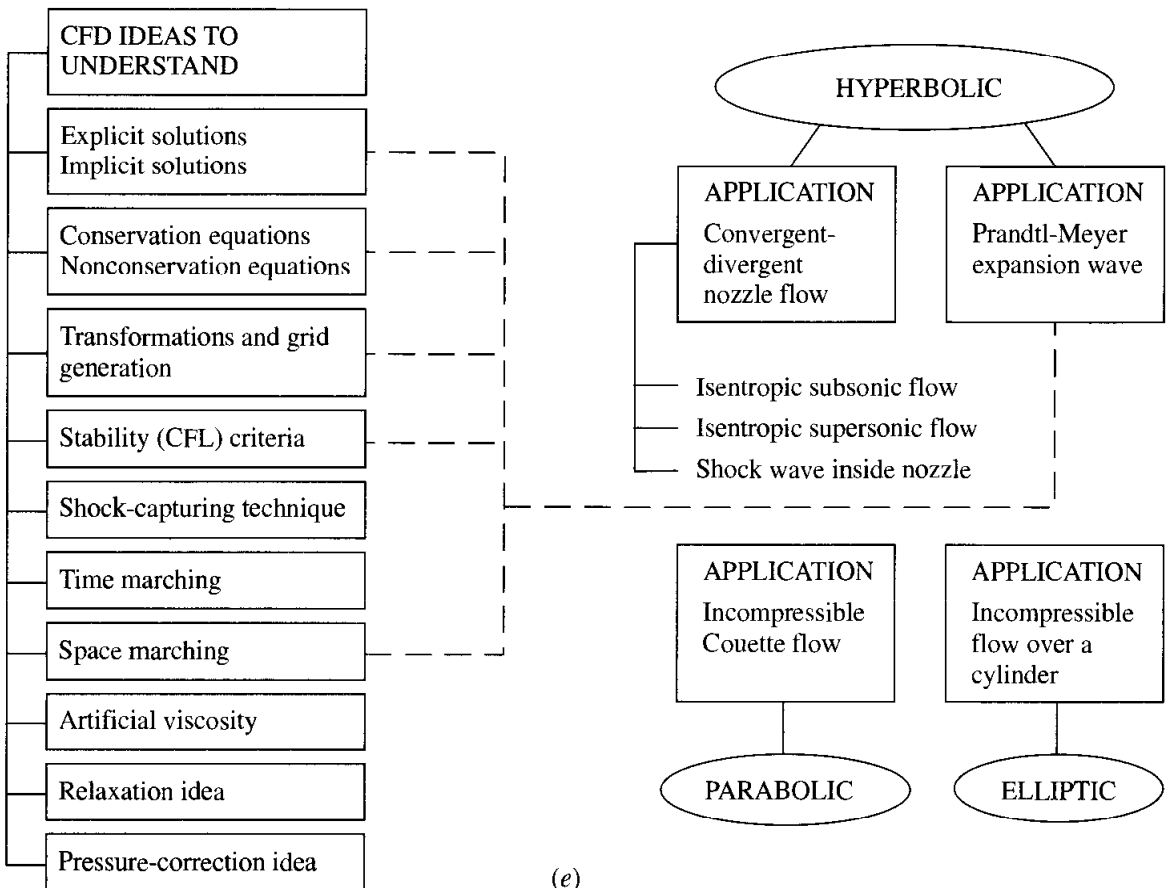 CFD IDEAS TO
UNDERSTAND
Explicit solutions
Implicit solutions
Conservation equations
Nonconservation equations
Transformations and grid
generation
Stability (CFL) criteria
Shock-capturing technique
Time marching
Space marching
Artificial viscosity
Relaxation idea
Pressure-correction idea
HYPERBOLIC
APPLICATION
Convergent-
divergent
nozzle flow
APPLICATION
Prandtl-Meyer
expansion wave
Isentropic subsonic flow
Isentropic supersonic flow
Shock wave inside nozzle
APPLICATION
Incompressible
Couette flow
APPLICATION
Incompressible
flow over a
cylinder
PARABOLIC
ELLIPTIC
(e)